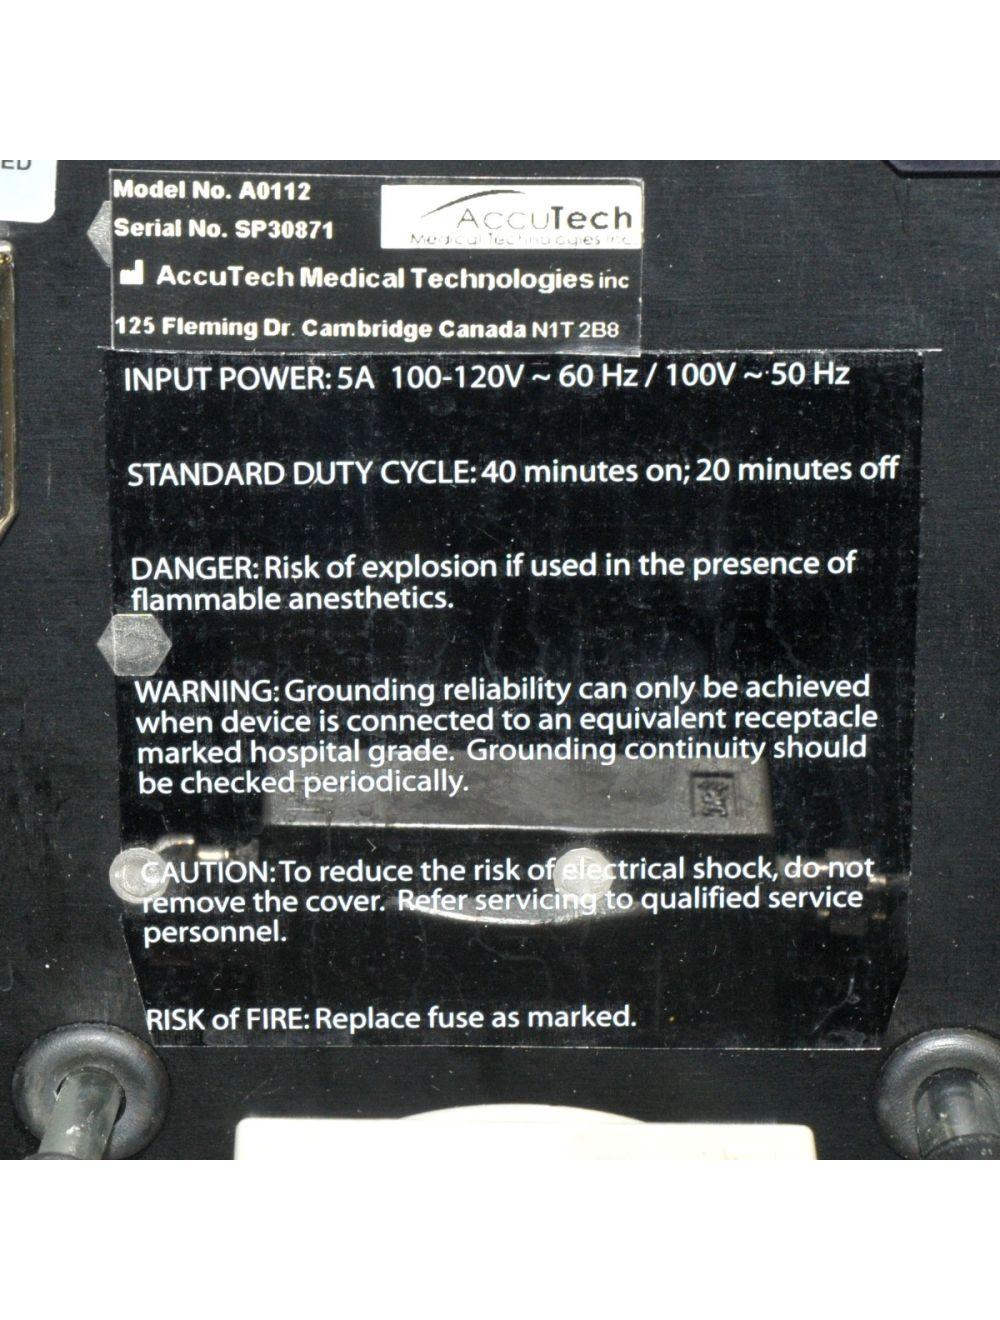 ED
Model No. A0112
Serial No. SP30871
AccuTech
Medical Technologies Inc
AccuTech Medical Technologies inc
125 Fleming Dr. Cambridge Canada N1T 2B8
INPUT POWER: 5A 100-120V ~ 60 Hz / 100V ~ 50 Hz
STANDARD DUTY CYCLE: 40 minutes on; 20 minutes off
DANGER: Risk of explosion if used in the presence of
flammable anesthetics.
WARNING: Grounding reliability can only be achieved
when device is connected to an equivalent receptacle
marked hospital grade. Grounding continuity should
be checked periodically.
CAUTION: To reduce the risk of electrical shock, do not
remove the cover. Refer servicing to qualified service
personnel.
RISK of FIRE: Replace fuse as marked.